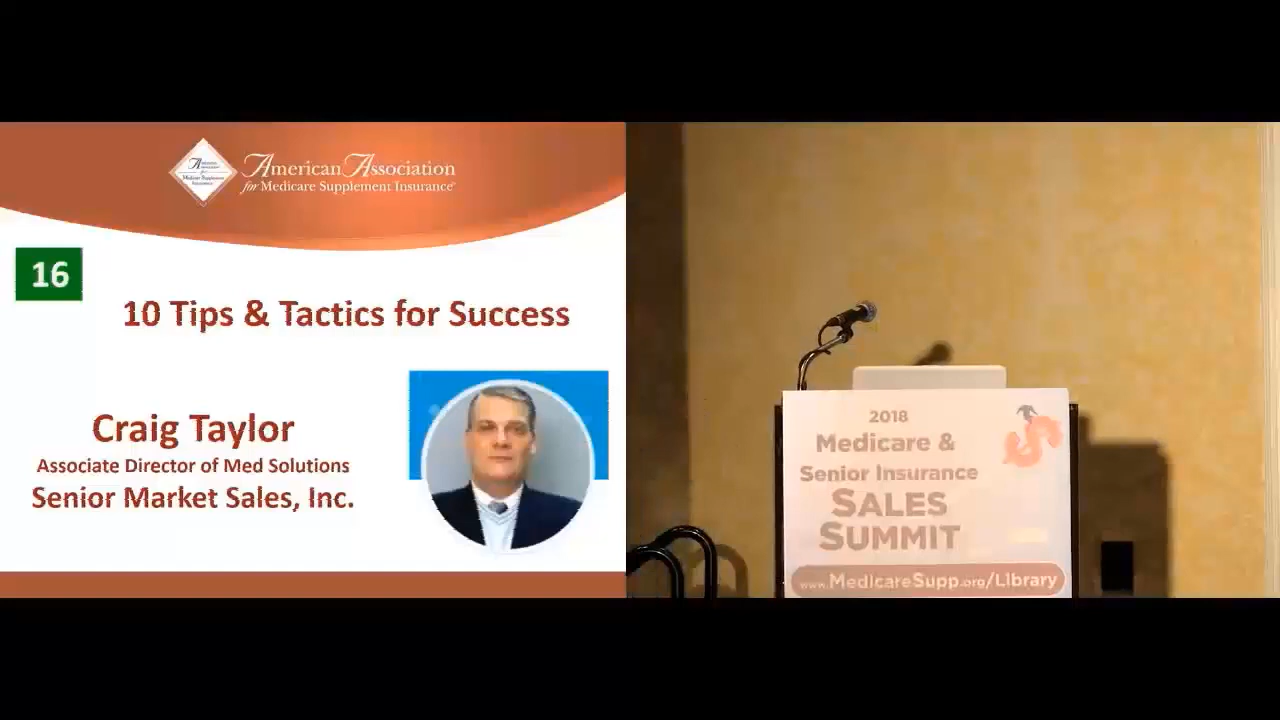 American Association
for Medicare Supplement Insurance
16
10 Tips & Tactics for Success
Craig Taylor
Associate Director of Med Solutions
Senior Market Sales, Inc.
2018
Medicare &
Senior Insurance
SALES
SUMMIT
www.MedicareSupp.org/Library